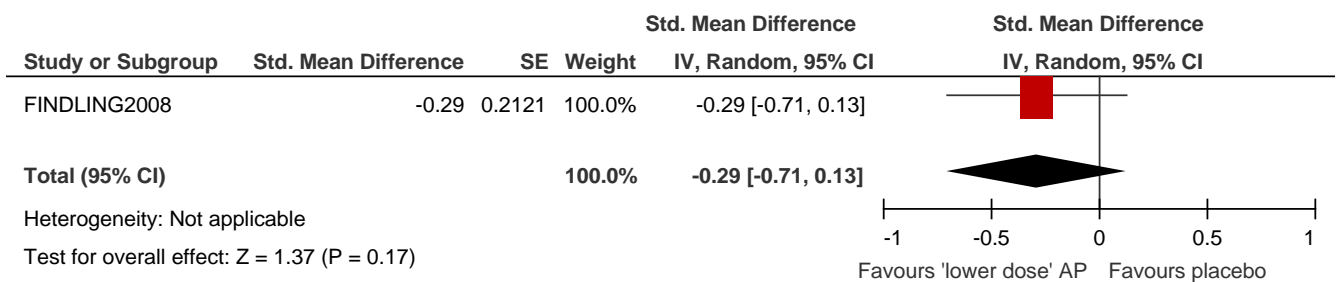 Std. Mean Difference Std. Mean Difference
Study or Subgroup Std. Mean Difference SE Weight IV, Random, 95% CI IV, Random, 95% CI
FINDLING2008 -0.29 0.2121 100.0% -0.29 [-0.71, 0.13]
Total (95% CI) 100.0% -0.29 [-0.71, 0.13]
Heterogeneity: Not applicable
Test for overall effect: Z = 1.37 (P = 0.17)
-1 -0.5 0 0.5 1
Favours 'lower dose' AP Favours placebo